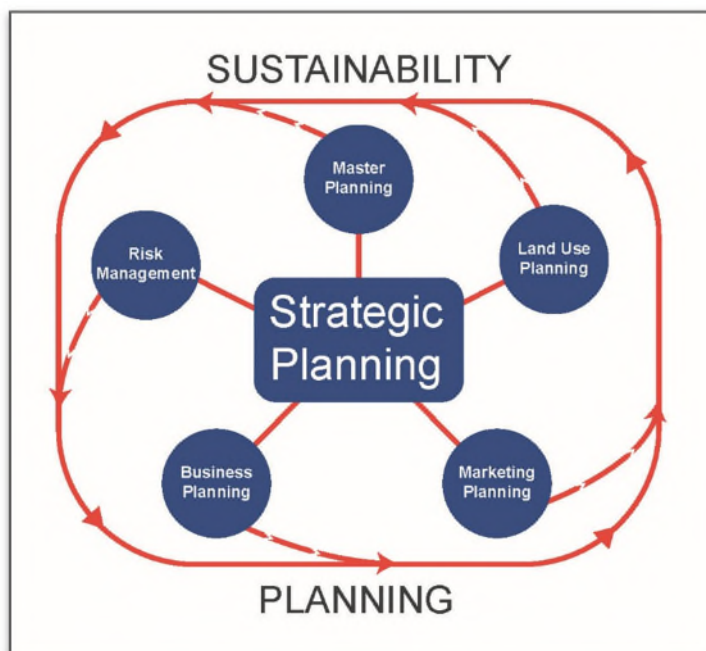 SUSTAINABILITY
Master
Planning
Risk
Management
Land Use
Planning
Strategic
Planning
Business
Planning
Marketing
Planning
PLANNING